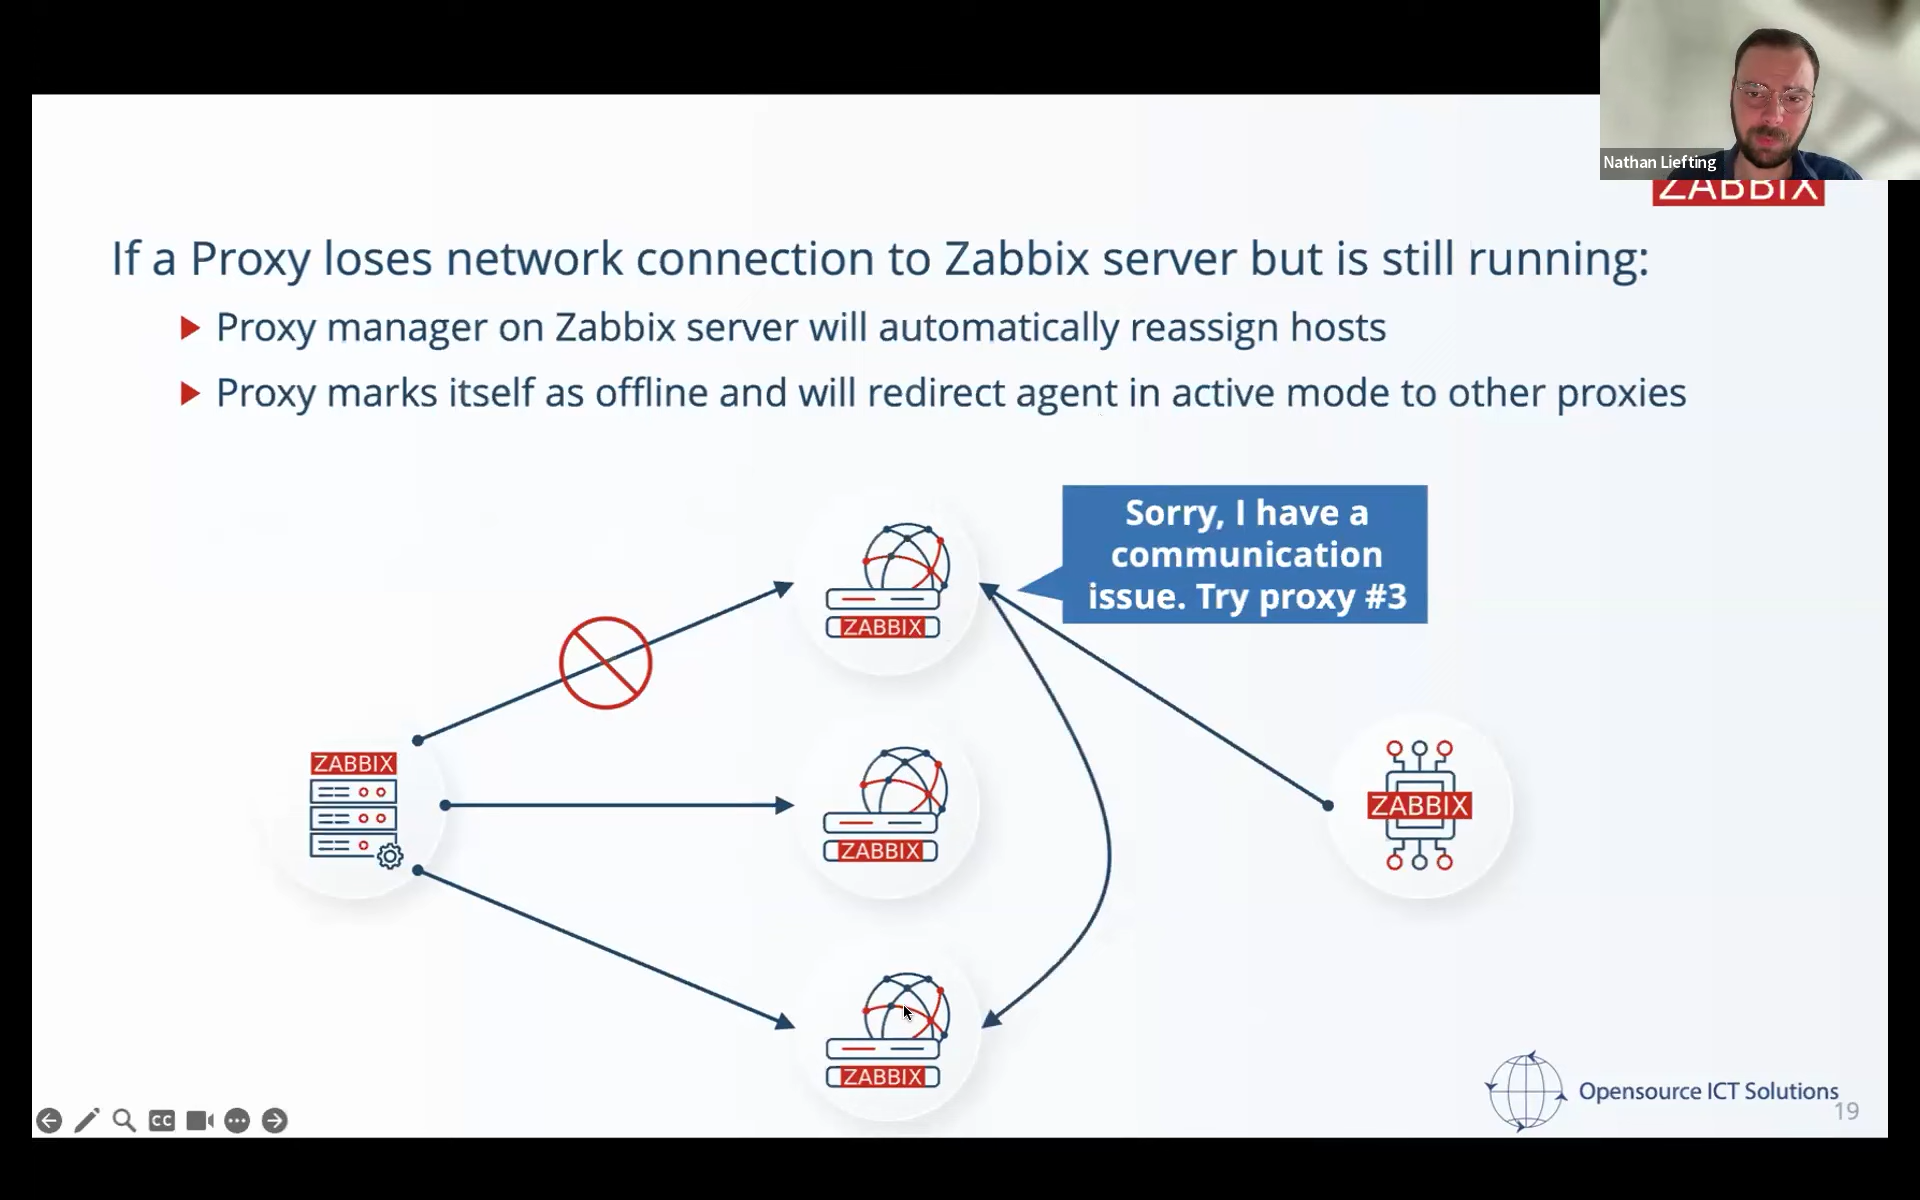 Nathan Liefting
ZABBIX
If a Proxy loses network connection to Zabbix server but is still running:
Proxy manager on Zabbix server will automatically reassign hosts
Proxy marks itself as offline and will redirect agent in active mode to other proxies
Sorry, I have a
communication
issue. Try proxy #3
ZABBIX
ZABBIX
ZABBIX
ZABBIX
ZABBIX
Opensource ICT Solutions
19
CC